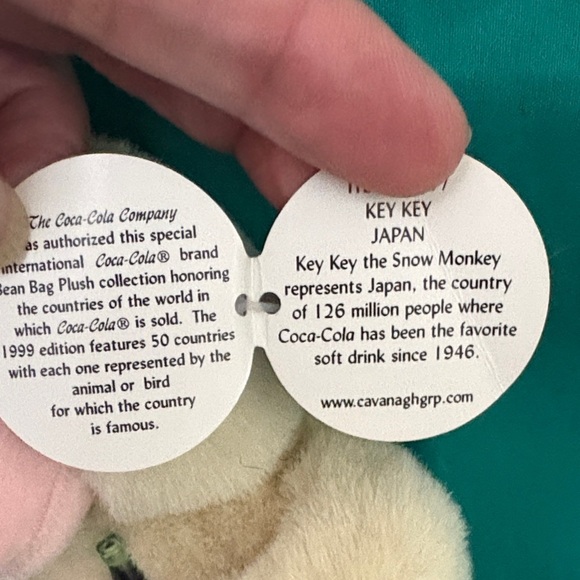 The Coca-Cola Company
as authorized this special
international Coca-Cola® brand
Bean Bag Plush collection honoring
the countries of the world in
which Coca-Cola® is sold. The
1999 edition features 50 countries
with each one represented by the
animal or bird
for which the country
is famous.
KEY KEY
JAPAN
Key Key the Snow Monkey
represents Japan, the country
of 126 million people where
Coca-Cola has been the favorite
soft drink since 1946.
www.cavanaghgrp.com